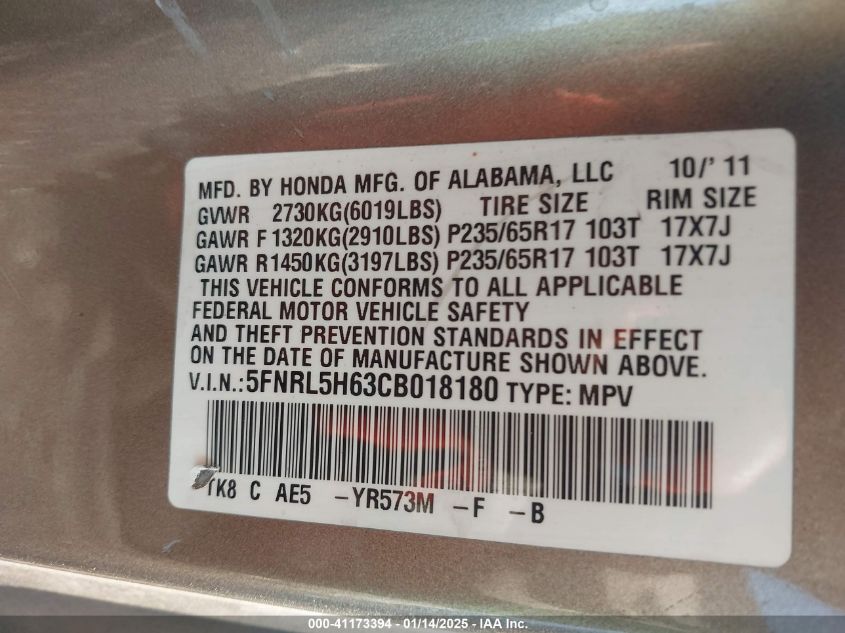 MFD. BY HONDA MFG. OF ALABAMA, LLC 10/' 11
GVWR 2730KG(6019LBS) TIRE SIZE RIM SIZE
GAWR F 1320KG(2910LBS) P235/65R17 103T 17X7J
GAWR R1450KG(3197LBS) P235/65R17 103T 17X7J
THIS VEHICLE CONFORMS TO ALL APPLICABLE
FEDERAL MOTOR VEHICLE SAFETY
AND THEFT PREVENTION STANDARDS IN EFFECT
ON THE DATE OF MANUFACTURE SHOWN ABOVE.
V.I.N.:5FNRL5H63CB018180 TYPE: MPV
TK8 C AE5 -YR573M -F -B
000-41173394 - 01/14/2025 - IAA Inc.